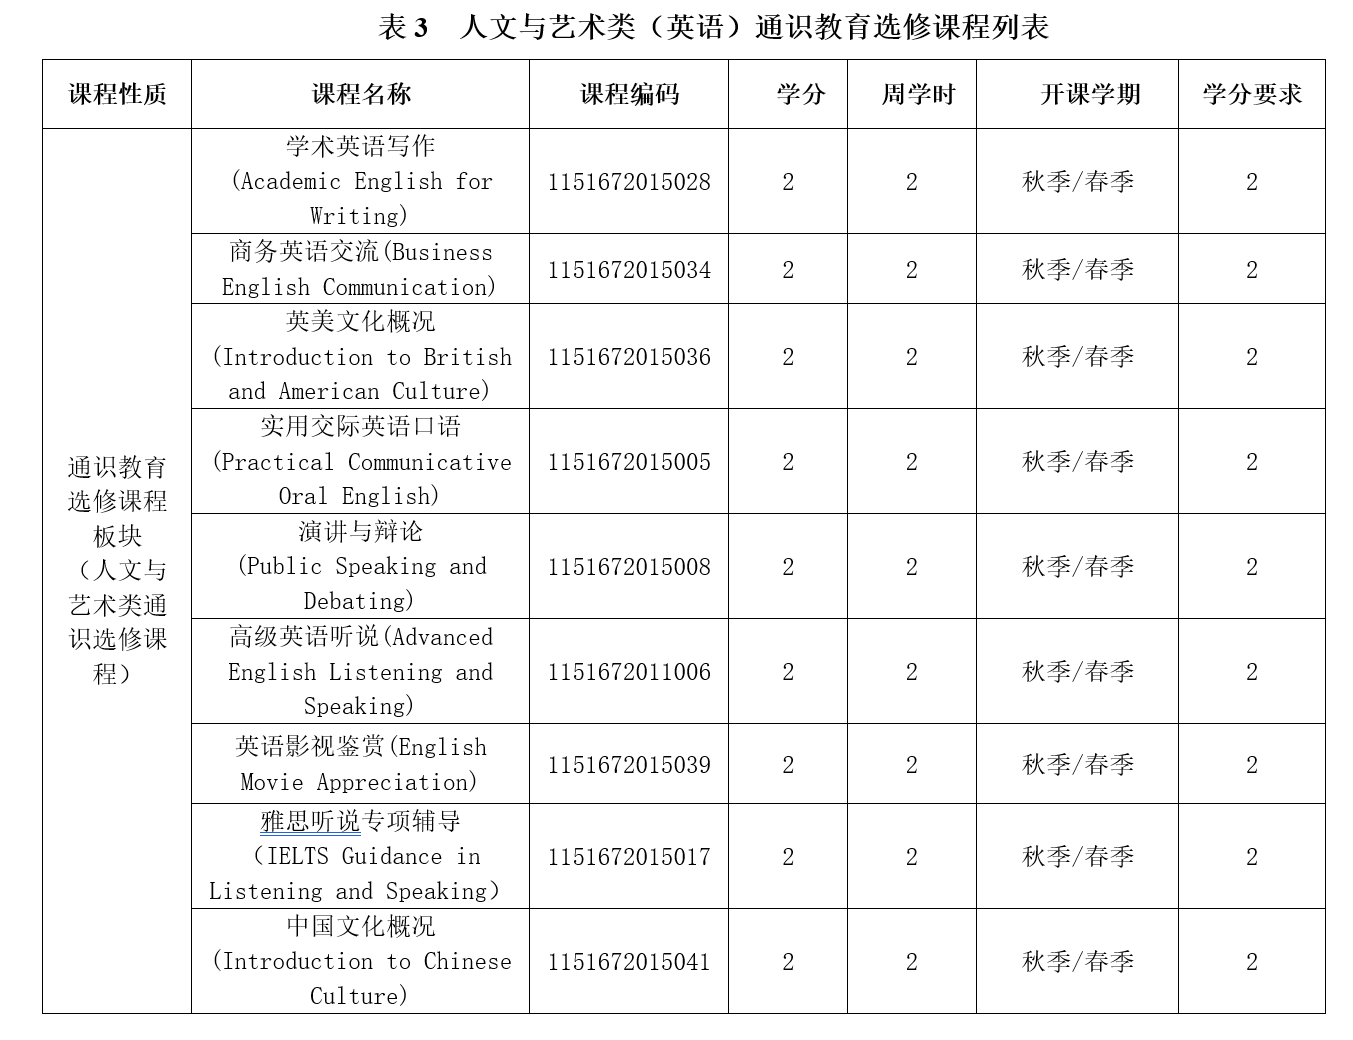 表 3 人文与艺术类（英语）通识教育选修课程列表
课程性质 课程名称 课程编码 学分 周学时 开课学期 学分要求
通识教育
选修课程
板块
（人文与
艺术类通
识选修课
程）
学术英语写作
(Academic English for
Writing)
1151672015028 2 2 秋季/春季 2
商务英语交流(Business
English Communication)
1151672015034 2 2 秋季/春季 2
英美文化概况
(Introduction to British
and American Culture)
1151672015036 2 2 秋季/春季 2
实用交际英语口语
(Practical Communicative
Oral English)
1151672015005 2 2 秋季/春季 2
演讲与辩论
(Public Speaking and
Debating)
1151672015008 2 2 秋季/春季 2
高级英语听说(Advanced
English Listening and
Speaking)
1151672011006 2 2 秋季/春季 2
英语影视鉴赏(English
Movie Appreciation)
1151672015039 2 2 秋季/春季 2
雅思听说专项辅导
（IELTS Guidance in
Listening and Speaking）
1151672015017 2 2 秋季/春季 2
中国文化概况
(Introduction to Chinese
Culture)
1151672015041 2 2 秋季/春季 2